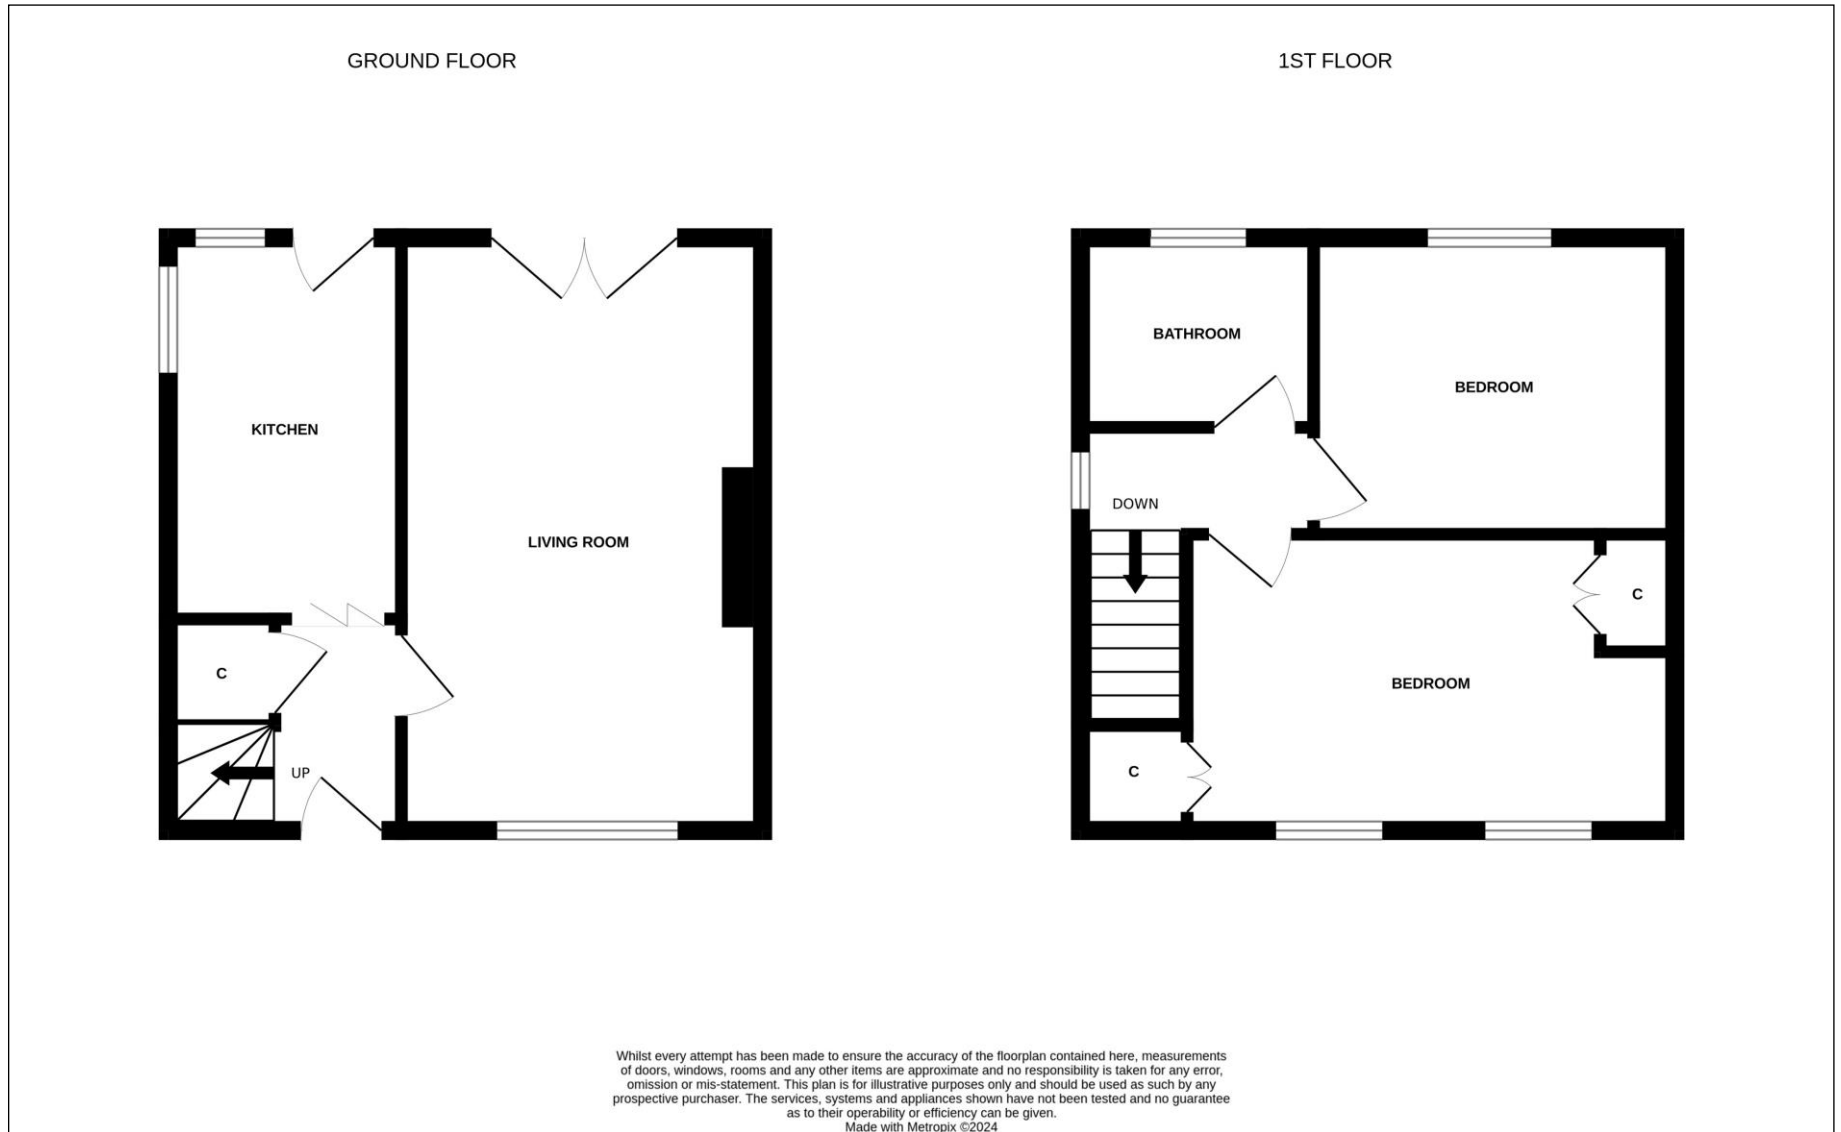 GROUND FLOOR
1ST FLOOR
KITCHEN
LIVING ROOM
C
UP
BATHROOM
BEDROOM
DOWN
C
BEDROOM
C
Whilst every attempt has been made to ensure the accuracy of the floorplan contained here, measurements
of doors, windows, rooms and any other items are approximate and no responsibility is taken for any error,
omission or mis-statement. This plan is for illustrative purposes only and should be used as such by any
prospective purchaser. The services, systems and appliances shown have not been tested and no guarantee
as to their operability or efficiency can be given.
Made with Metropix ©2024